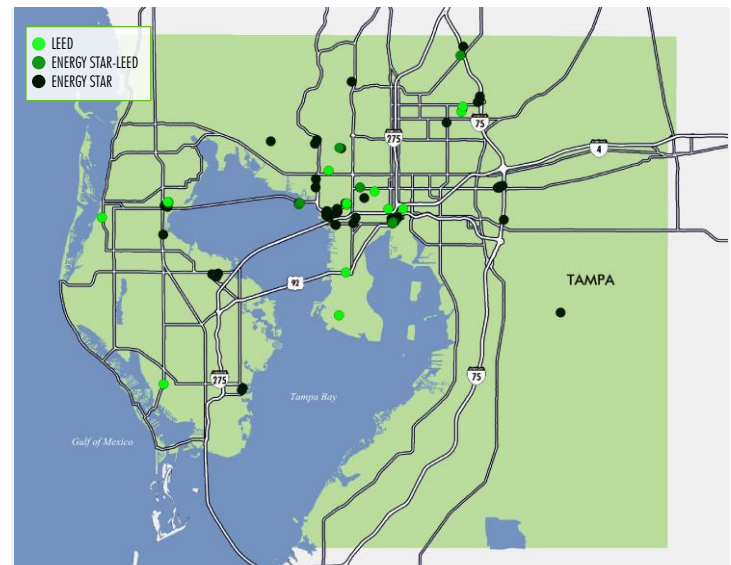 LEED
ENERGY STAR-LEED
ENERGY STAR
275
75
4
TAMPA
92
275
75
Tampa Bay
Gulf of Mexico